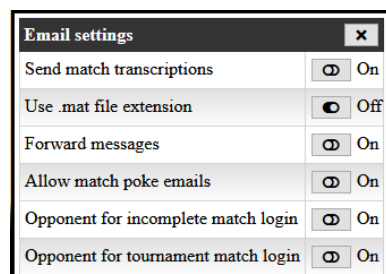 Email settings
Send match transcriptions On
Use .mat file extension Off
Forward messages On
Allow match poke emails On
Opponent for incomplete match login On
Opponent for tournament match login On